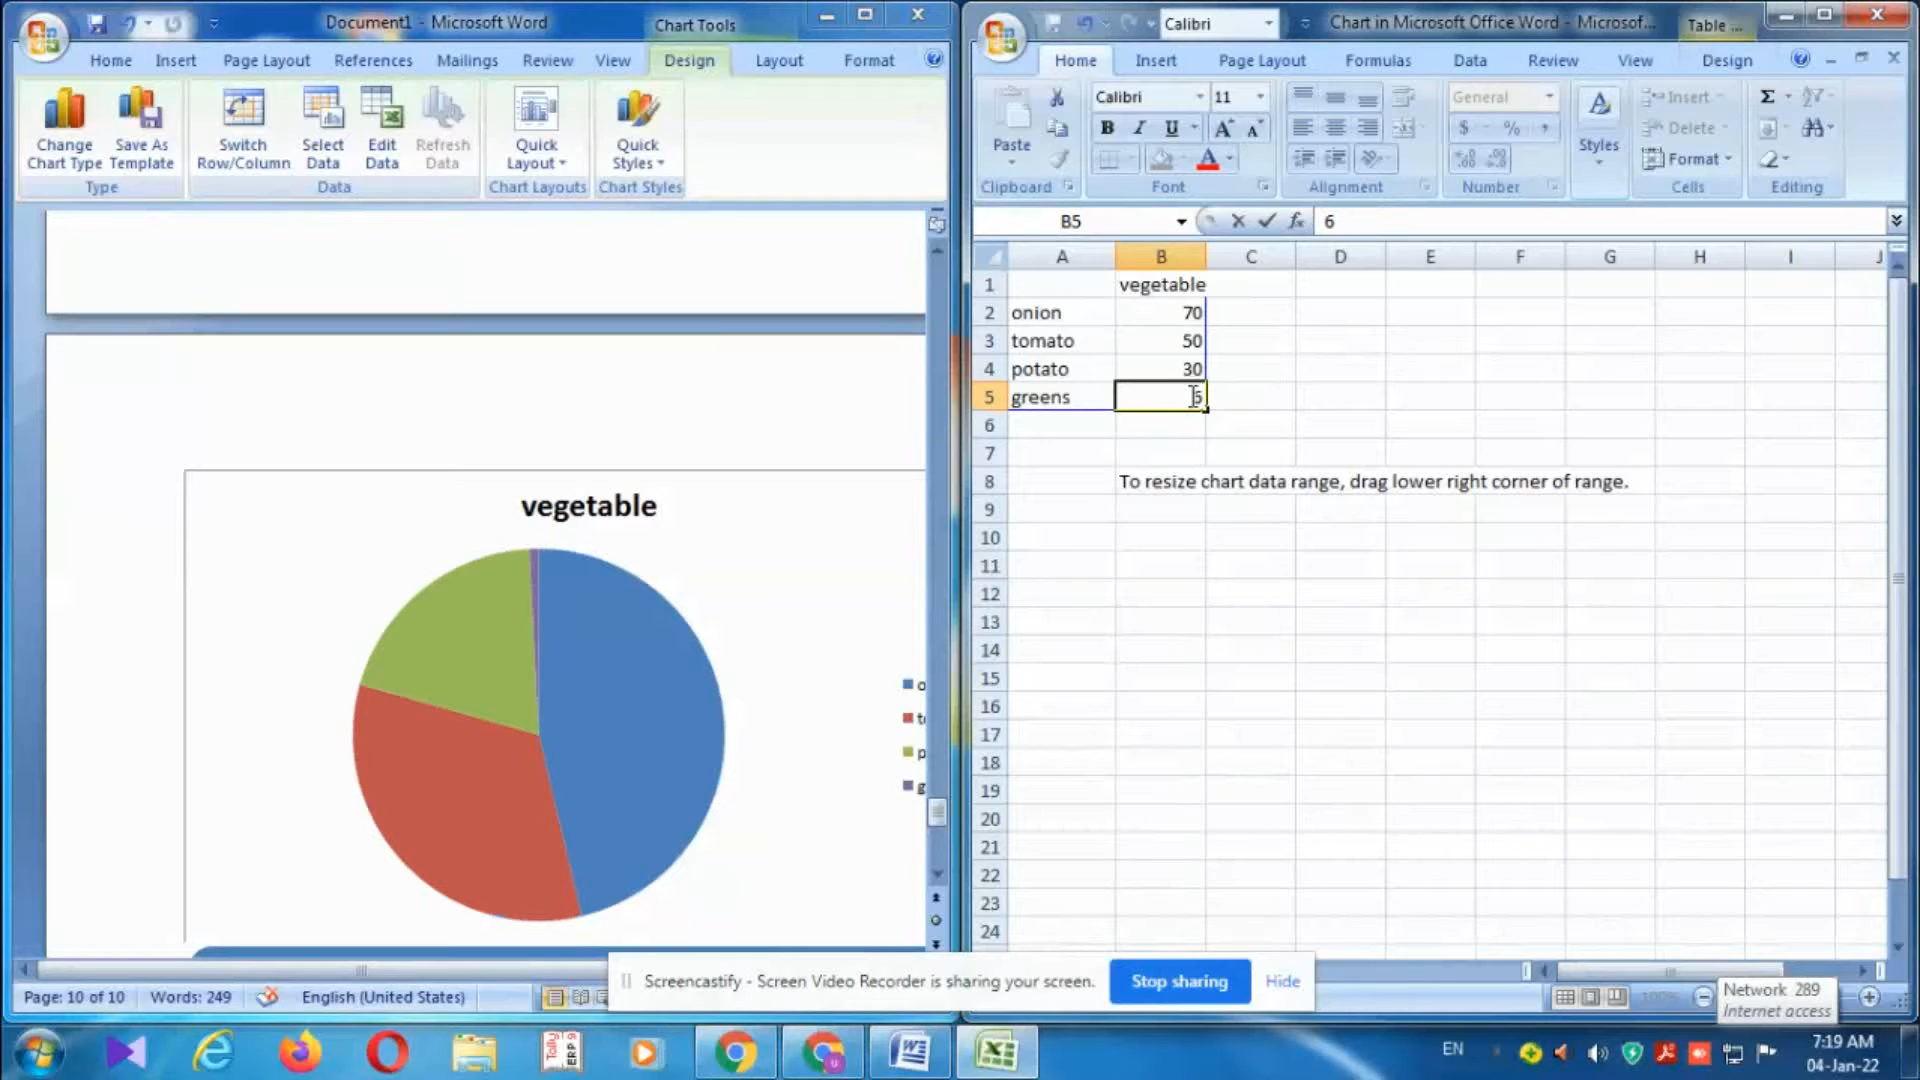 Document1 - Microsoft Word
Chart Tools
Home Insert Page Layout References Mailings Review View Design Layout Format
Change Chart Type
Save As Template
Switch Row/Column
Select Data
Edit Data
Refresh Data
Quick Layout
Quick Styles
Type
Data
Chart Layouts
Chart Styles
vegetable
o
t
p
g
Page: 10 of 10
Words: 249
English (United States)
Calibri
Chart in Microsoft Office Word - Microsof...
Table ...
Home Insert Page Layout Formulas Data Review View Design
Paste
Calibri
11
B I U A A
A
General
$ % ,
Styles
Insert
Delete
Format
Σ
Clipboard
Font
Alignment
Number
Cells
Editing
B5
fx
6
A B C D E F G H I J
1 vegetable
2 onion 70
3 tomato 50
4 potato 30
5 greens
6
7
8 To resize chart data range, drag lower right corner of range.
9
10
11
12
13
14
15
16
17
18
19
20
21
22
23
24
Screencastify - Screen Video Recorder is sharing your screen.
Stop sharing
Hide
100%
Network 289
Internet access
Tally
ERP 9
EN
7:19 AM
04-Jan-22